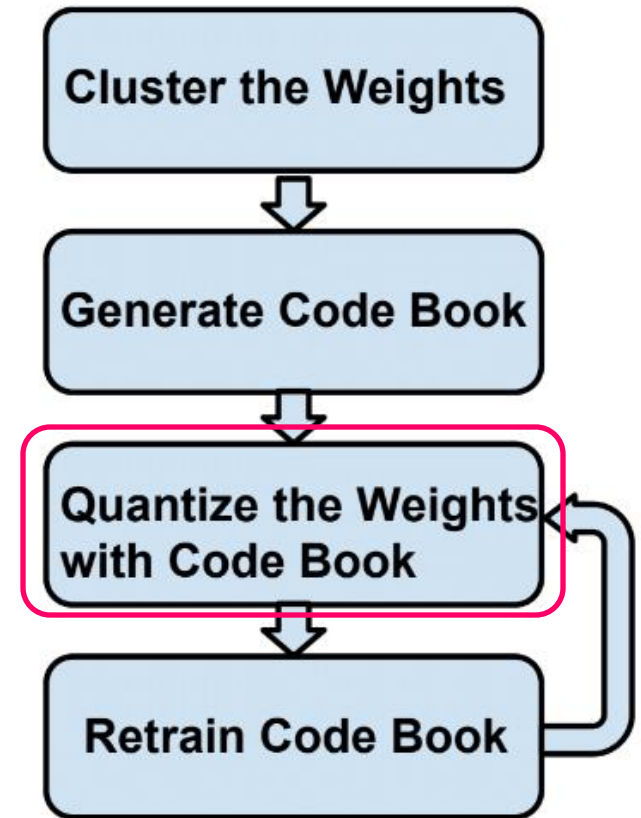 Cluster the Weights
Generate Code Book
Quantize the Weights
with Code Book
Retrain Code Book